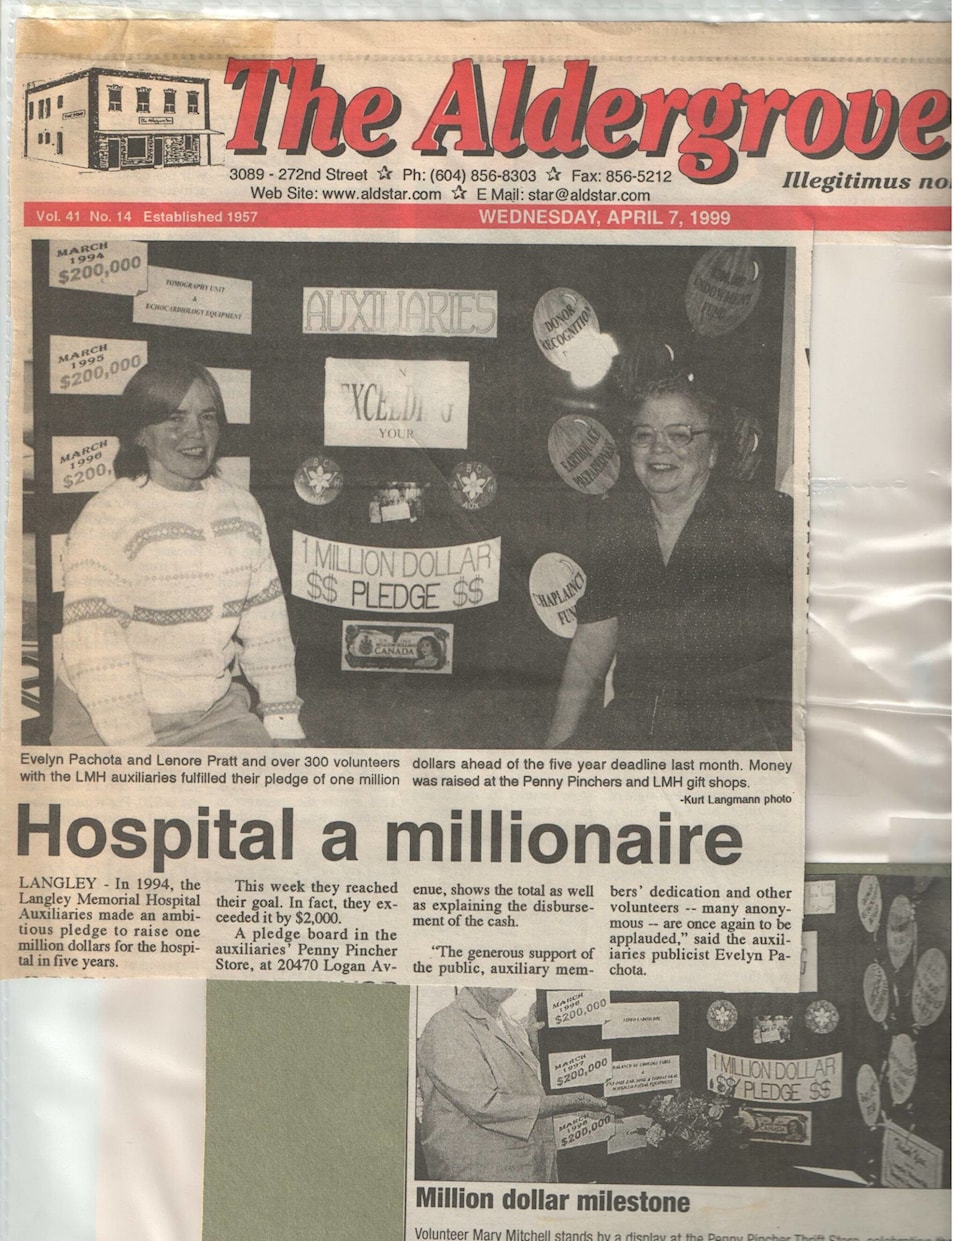 The Aldergrove
3089 - 272nd Street ☆ Ph: (604) 856-8303 ☆ Fax: 856-5212
Web Site: www.aldstar.com ☆ E Mail: star@aldstar.com
Illegitimus no
Vol. 41 No. 14 Established 1957
WEDNESDAY, APRIL 7, 1999
MARCH
1994
$200,000
TOMOGRAPHY UNIT
&
ECHOCARDIOLOGY EQUIPMENT
MARCH
1995
$200,000
MARCH
1996
$200,
AUXILIARIES
EXCEEDING
YOUR
1 MILLION DOLLAR
$$ PLEDGE $$
CANADA
DONOR
RECOGNITION
EARTHQUAKE
PREPAREDNESS
CHAPLAINCY
FUND
ENDOWMENT
FUND
Evelyn Pachota and Lenore Pratt and over 300 volunteers
with the LMH auxiliaries fulfilled their pledge of one million
dollars ahead of the five year deadline last month. Money
was raised at the Penny Pinchers and LMH gift shops.
-Kurt Langmann photo
Hospital a millionaire
LANGLEY - In 1994, the
Langley Memorial Hospital
Auxiliaries made an ambi-
tious pledge to raise one
million dollars for the hospi-
tal in five years.
This week they reached
their goal. In fact, they ex-
ceeded it by $2,000.
A pledge board in the
auxiliaries' Penny Pincher
Store, at 20470 Logan Av-
enue, shows the total as well
as explaining the disburse-
ment of the cash.
"The generous support of
the public, auxiliary mem-
bers' dedication and other
volunteers -- many anony-
mous -- are once again to be
applauded," said the auxil-
iaries publicist Evelyn Pa-
chota.
MARCH
1996
$200,000
MARCH
1997
$200,000
MARCH
1998
$200,000
1 MILLION DOLLAR
$$ PLEDGE $$
Million dollar milestone
Volunteer Mary Mitchell stands by a display at the Penny Pincher Thrift Store, celebrating